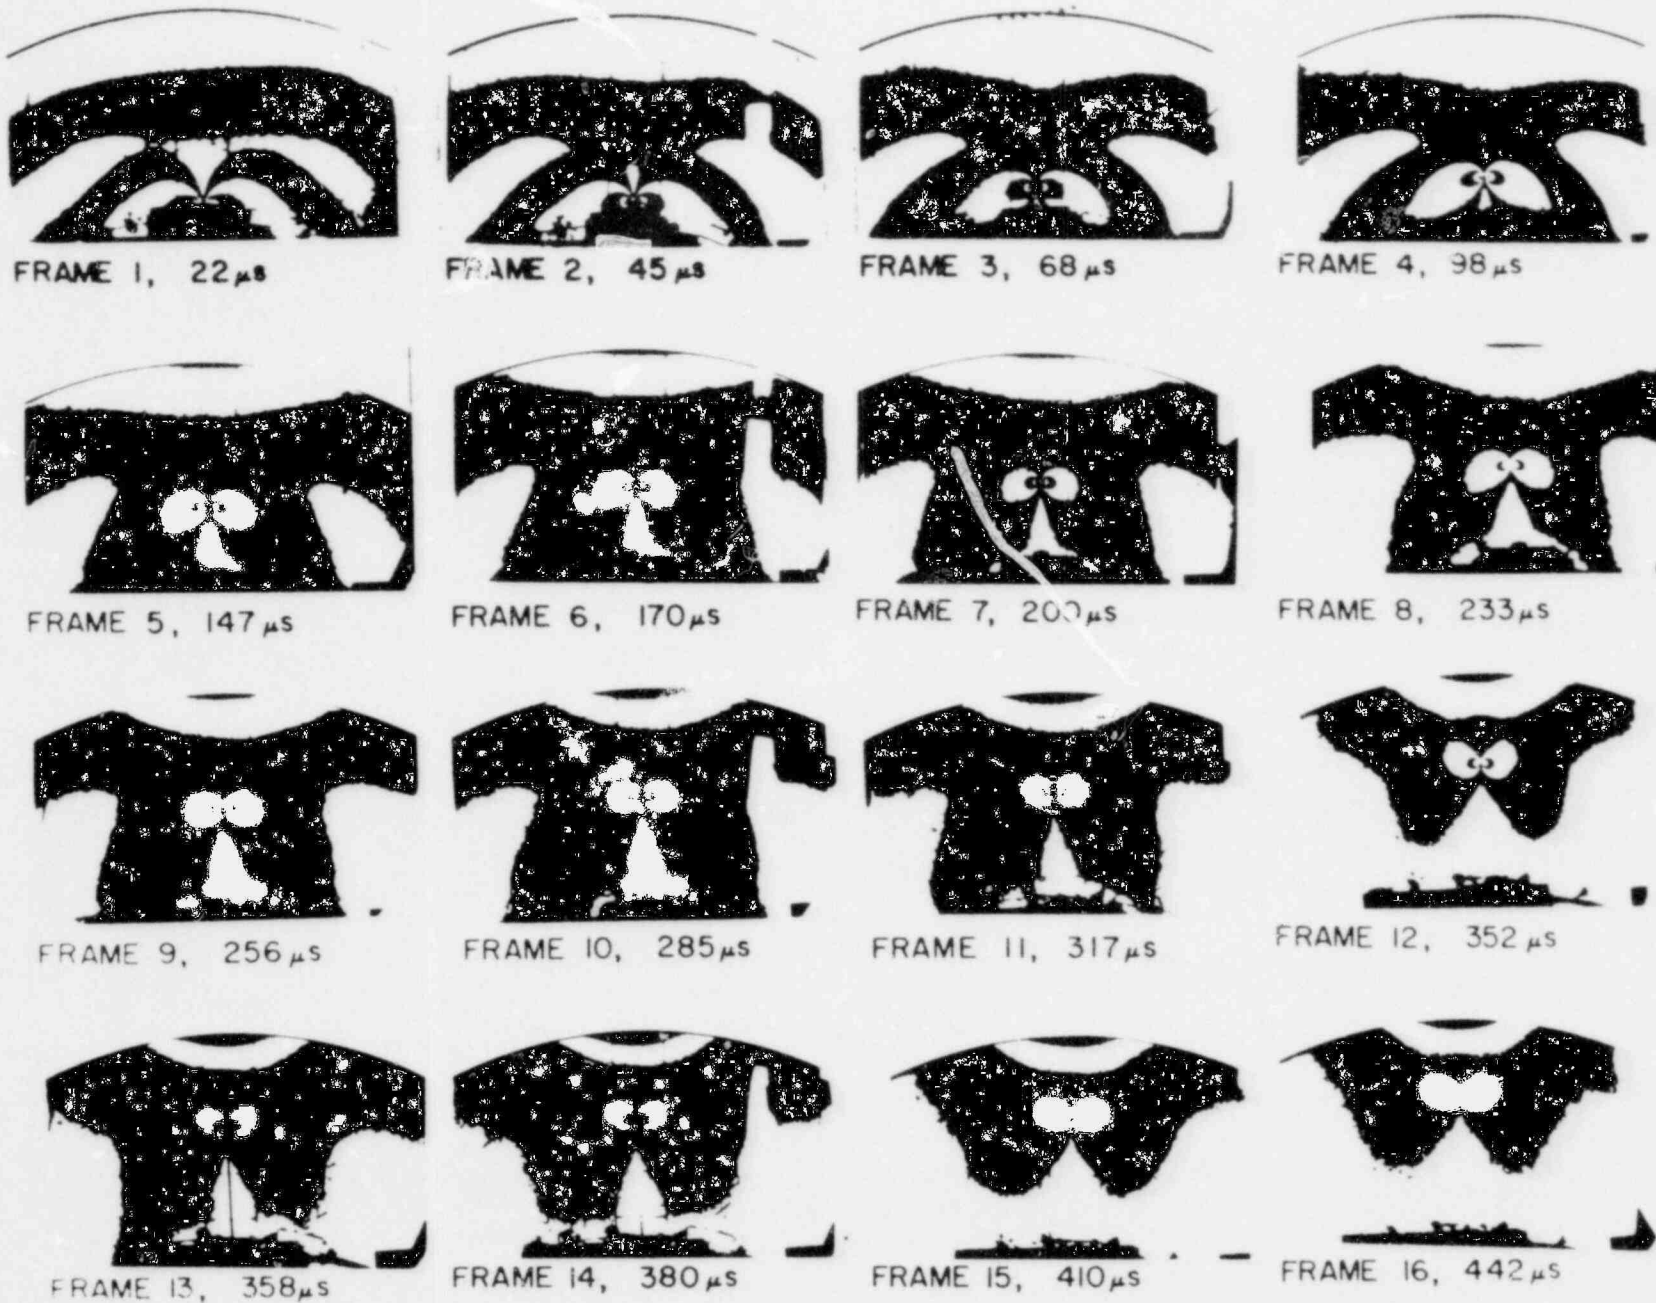 FRAME 1, 22 μs
FRAME 2, 45 μs
FRAME 3, 68 μs
FRAME 4, 98 μs
FRAME 5, 147 μs
FRAME 6, 170 μs
FRAME 7, 200 μs
FRAME 8, 233 μs
FRAME 9, 256 μs
FRAME 10, 285 μs
FRAME 11, 317 μs
FRAME 12, 352 μs
FRAME 13, 358 μs
FRAME 14, 380 μs
FRAME 15, 410 μs
FRAME 16, 442 μs